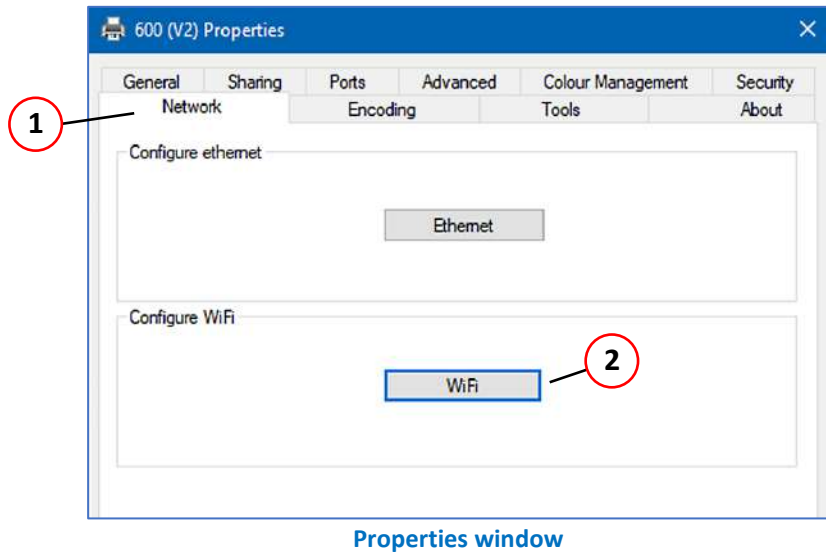 600 (V2) Properties
General Sharing Ports Advanced Colour Management Security
1 Network Encoding Tools About
Configure ethernet
Ethernet
Configure WiFi
WiFi 2
Properties window